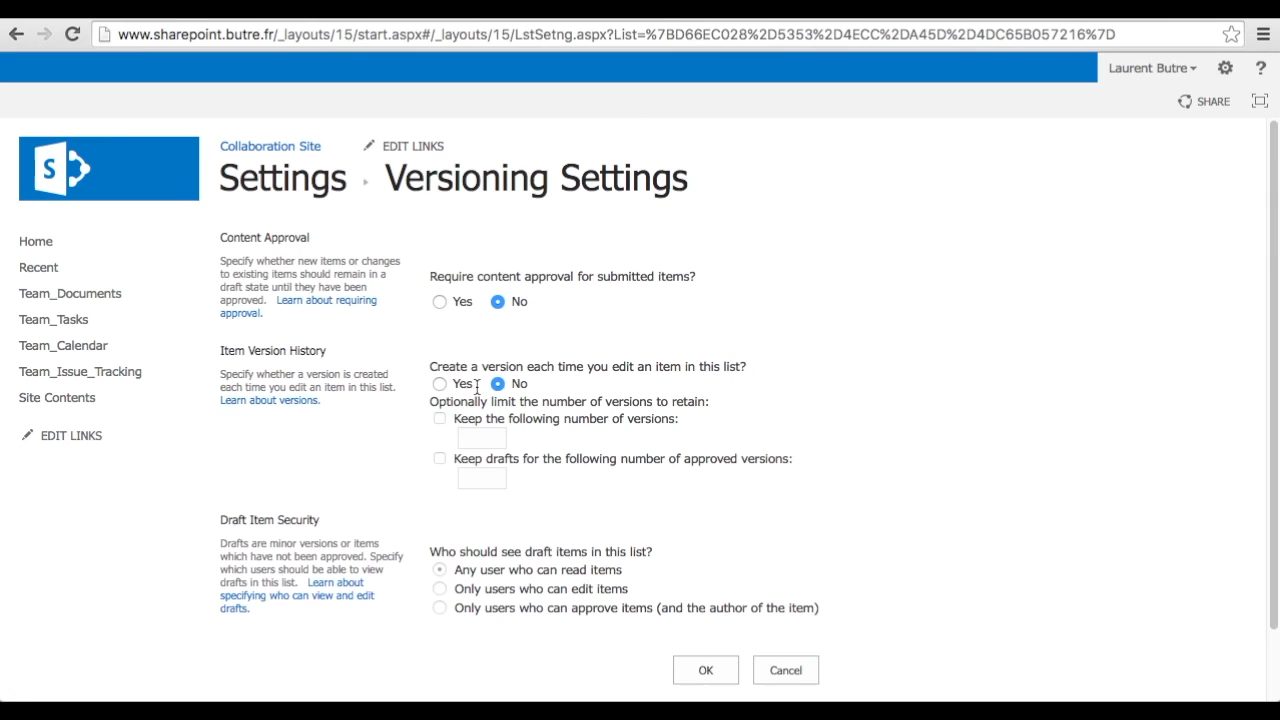 www.sharepoint.butre.fr/_layouts/15/start.aspx#/_layouts/15/LstSetng.aspx?List=%7BD66EC028%2D5353%2D4ECC%2DA45D%2D4DC65B057216%7D
Laurent Butre
?
SHARE
S
Collaboration Site
EDIT LINKS
Settings
Versioning Settings
Home
Recent
Team_Documents
Team_Tasks
Team_Calendar
Team_Issue_Tracking
Site Contents
EDIT LINKS
Content Approval
Specify whether new items or changes
to existing items should remain in a
draft state until they have been
approved. Learn about requiring
approval.
Require content approval for submitted items?
Yes No
Item Version History
Specify whether a version is created
each time you edit an item in this list.
Learn about versions.
Create a version each time you edit an item in this list?
Yes No
Optionally limit the number of versions to retain:
Keep the following number of versions:
Keep drafts for the following number of approved versions:
Draft Item Security
Drafts are minor versions or items
which have not been approved. Specify
which users should be able to view
drafts in this list. Learn about
specifying who can view and edit
drafts.
Who should see draft items in this list?
Any user who can read items
Only users who can edit items
Only users who can approve items (and the author of the item)
OK
Cancel